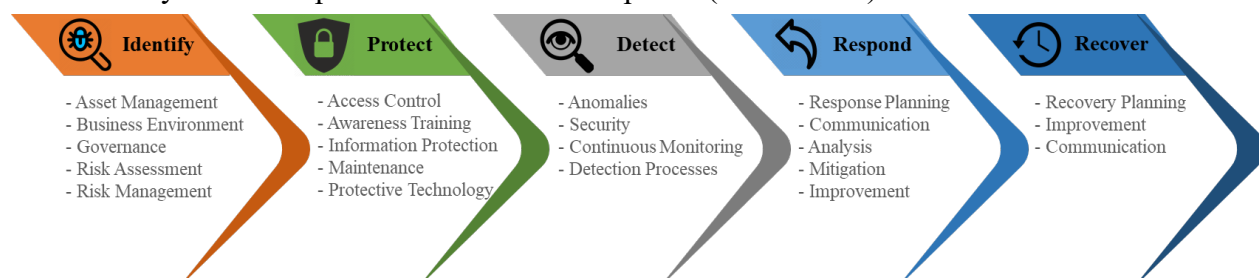 Identify
- Asset Management
- Business Environment
- Governance
- Risk Assessment
- Risk Management
Protect
- Access Control
- Awareness Training
- Information Protection
- Maintenance
- Protective Technology
Detect
- Anomalies
- Security
- Continuous Monitoring
- Detection Processes
Respond
- Response Planning
- Communication
- Analysis
- Mitigation
- Improvement
Recover
- Recovery Planning
- Improvement
- Communication